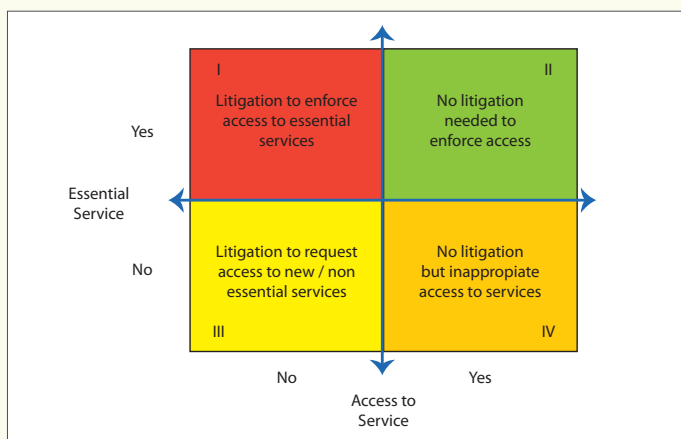 I
Litigation to enforce
access to essential
services
II
No litigation
needed to
enforce access
Yes
Essential
Service
No
Litigation to request
access to new / non
essential services
III
No litigation
but inappropiate
access to services
IV
No
Yes
Access to
Service